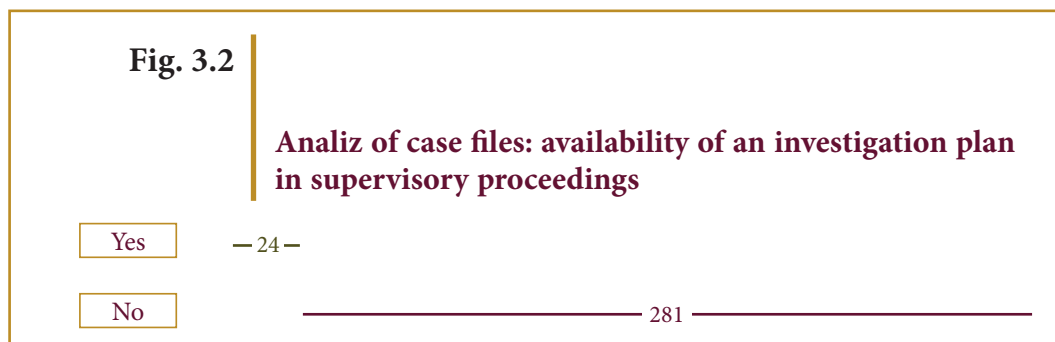 Fig. 3.2
Analiz of case files: availability of an investigation plan
in supervisory proceedings
Yes
24
No
281